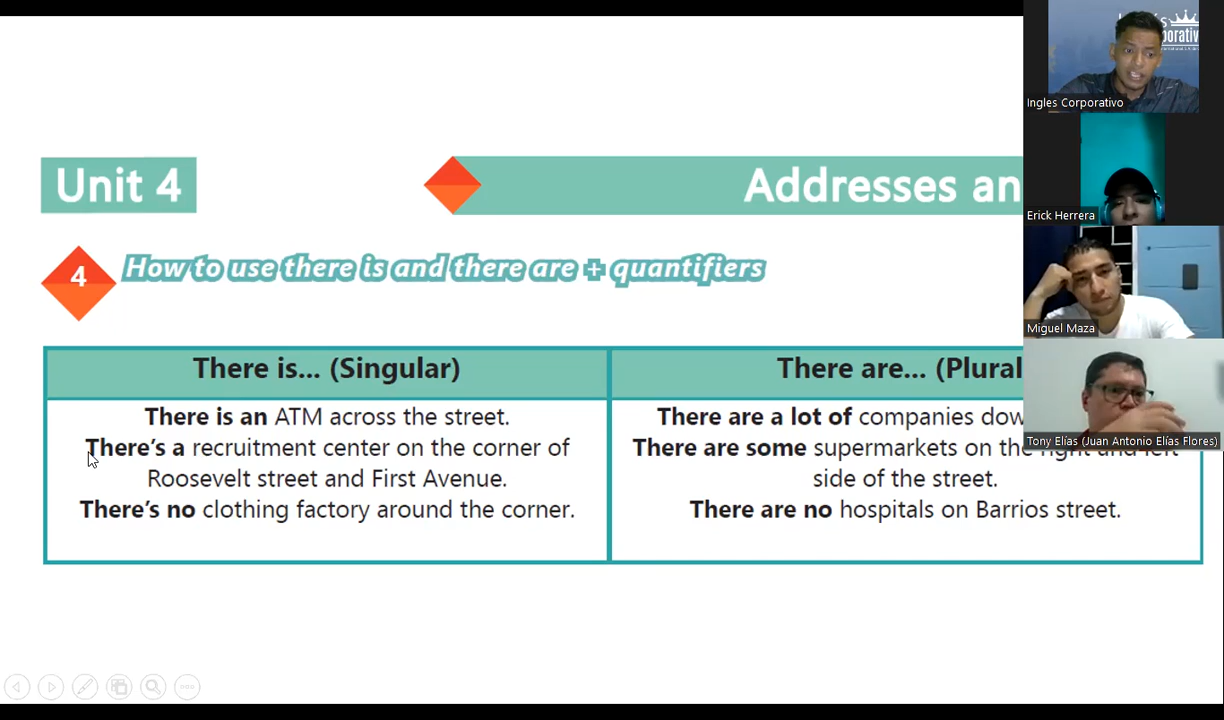 Unit 4
Addresses an
4
How to use there is and there are + quantifiers
There is... (Singular)
There is an ATM across the street.
There's a recruitment center on the corner of
Roosevelt street and First Avenue.
There's no clothing factory around the corner.
There are... (Plural
There are a lot of companies dow
There are some supermarkets on the right and left
side of the street.
There are no hospitals on Barrios street.
Ingles Corporativo
Erick Herrera
Miguel Maza
Tony Elías (Juan Antonio Elías Flores)